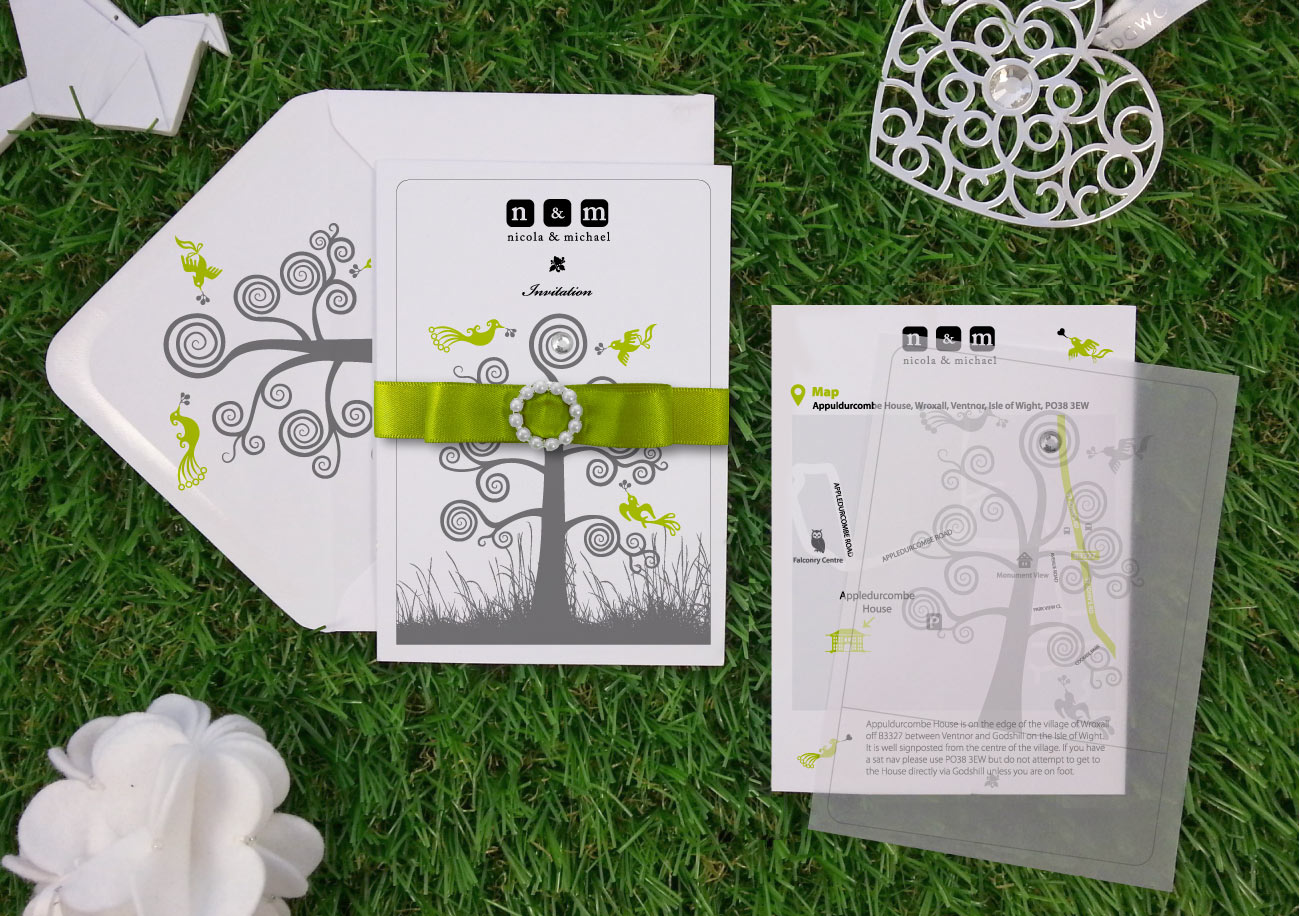 n & m
nicola & michael
Invitation
n & m
nicola & michael
Map
Appuldurcombe House, Wroxall, Ventnor, Isle of Wight, PO38 3EW
APPLEDURCOMBE ROAD
APPLEDURCOMBE ROAD
Falconry Centre
Monument View
PARK VIEW CL
Appledurcombe
House
P
Appuldurcombe House is on the edge of the village of Wroxall
off B3327 between Ventnor and Godshill on the Isle of Wight.
It is well signposted from the centre of the village. If you have
a sat nav please use PO38 3EW but do not attempt to get to
the House directly via Godshill unless you are on foot.